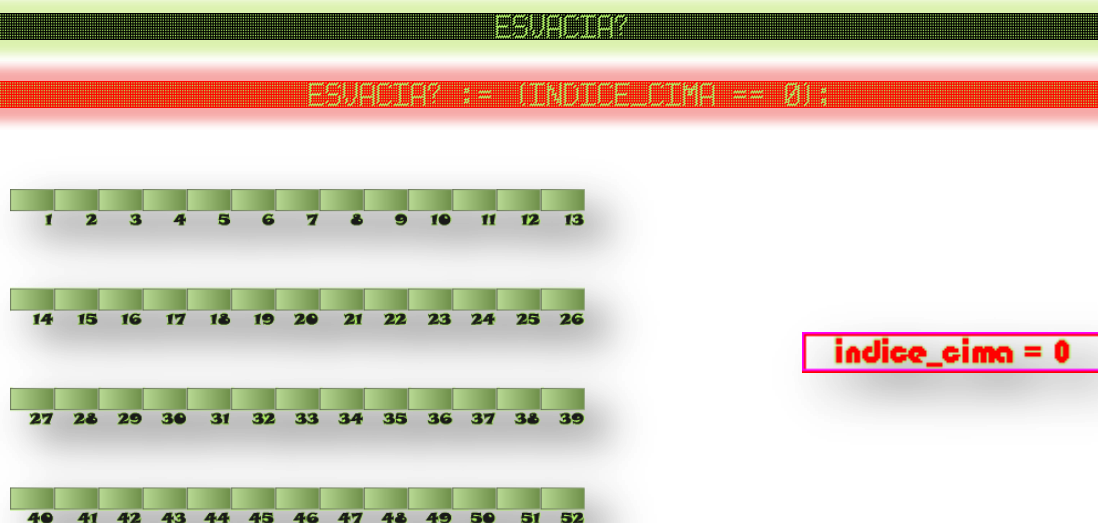 ESVACIA?
ESVACIA? := (INDICE_CIMA == 0);
1 2 3 4 5 6 7 8 9 10 11 12 13
14 15 16 17 18 19 20 21 22 23 24 25 26
indice_cima = 0
27 28 29 30 31 32 33 34 35 36 37 38 39
40 41 42 43 44 45 46 47 48 49 50 51 52